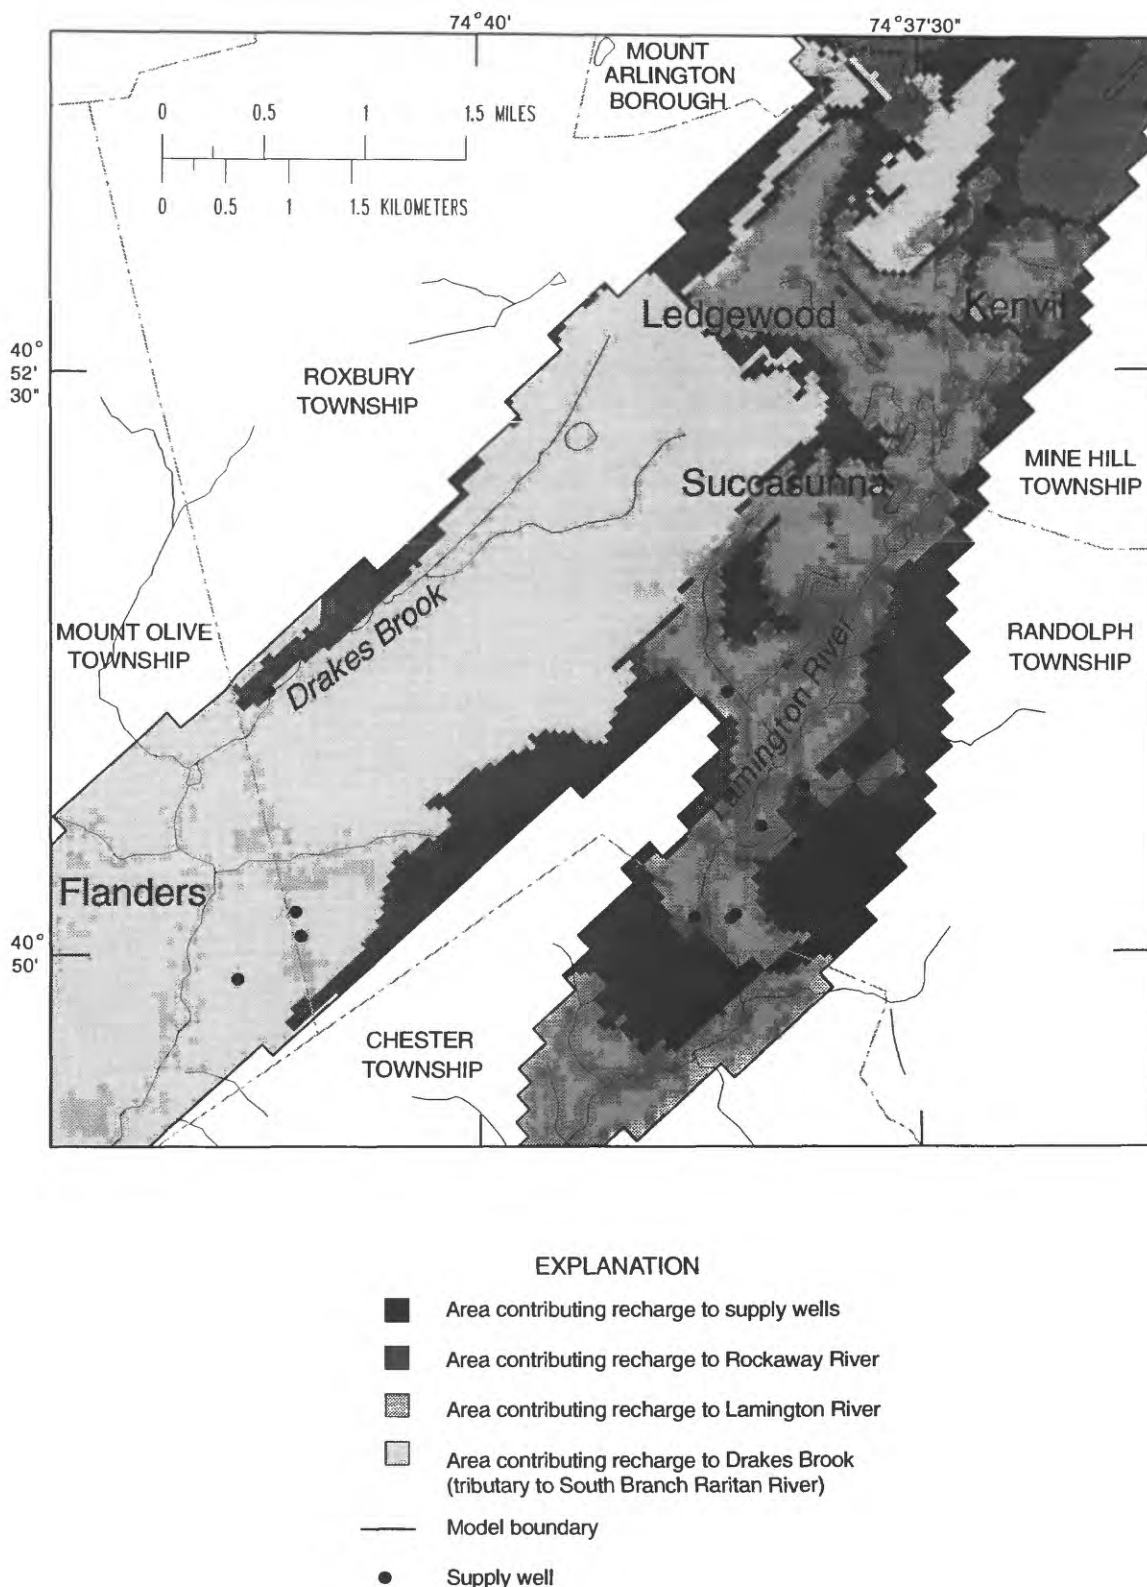 74°40'
74°37'30"
MOUNT
ARLINGTON
BOROUGH
0 0.5 1 1.5 MILES
0 0.5 1 1.5 KILOMETERS
Ledgewood
Kenvil
40°
52'
30"
ROXBURY
TOWNSHIP
MINE HILL
TOWNSHIP
Succasunna
MOUNT OLIVE
TOWNSHIP
Drakes Brook
RANDOLPH
TOWNSHIP
Lamington River
Flanders
40°
50'
CHESTER
TOWNSHIP
EXPLANATION
Area contributing recharge to supply wells
Area contributing recharge to Rockaway River
Area contributing recharge to Lamington River
Area contributing recharge to Drakes Brook
(tributary to South Branch Raritan River)
Model boundary
Supply well